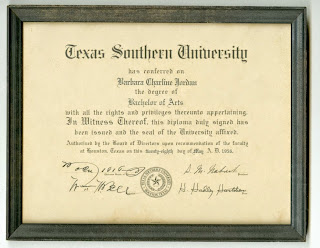 Texas Southern University
has conferred on
Barbara Charline Jordan
the degree of
Bachelor of Arts
with all the rights and privileges thereunto appertaining.
In Witness Thereof, this diploma duly signed has
been issued and the seal of the University affixed.
Authorized by the Board of Directors upon recommendation of the faculty
at Houston, Texas on this twenty-eighth day of May A. D. 1956.